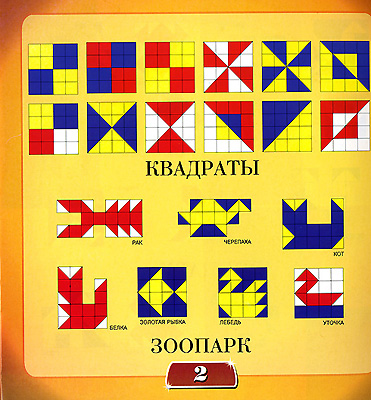 КВАДРАТЫ
РАК
ЧЕРЕПАХА
КОТ
БЕЛКА
ЗОЛОТАЯ РЫБКА
ЛЕБЕДЬ
УТОЧКА
ЗООПАРК
2